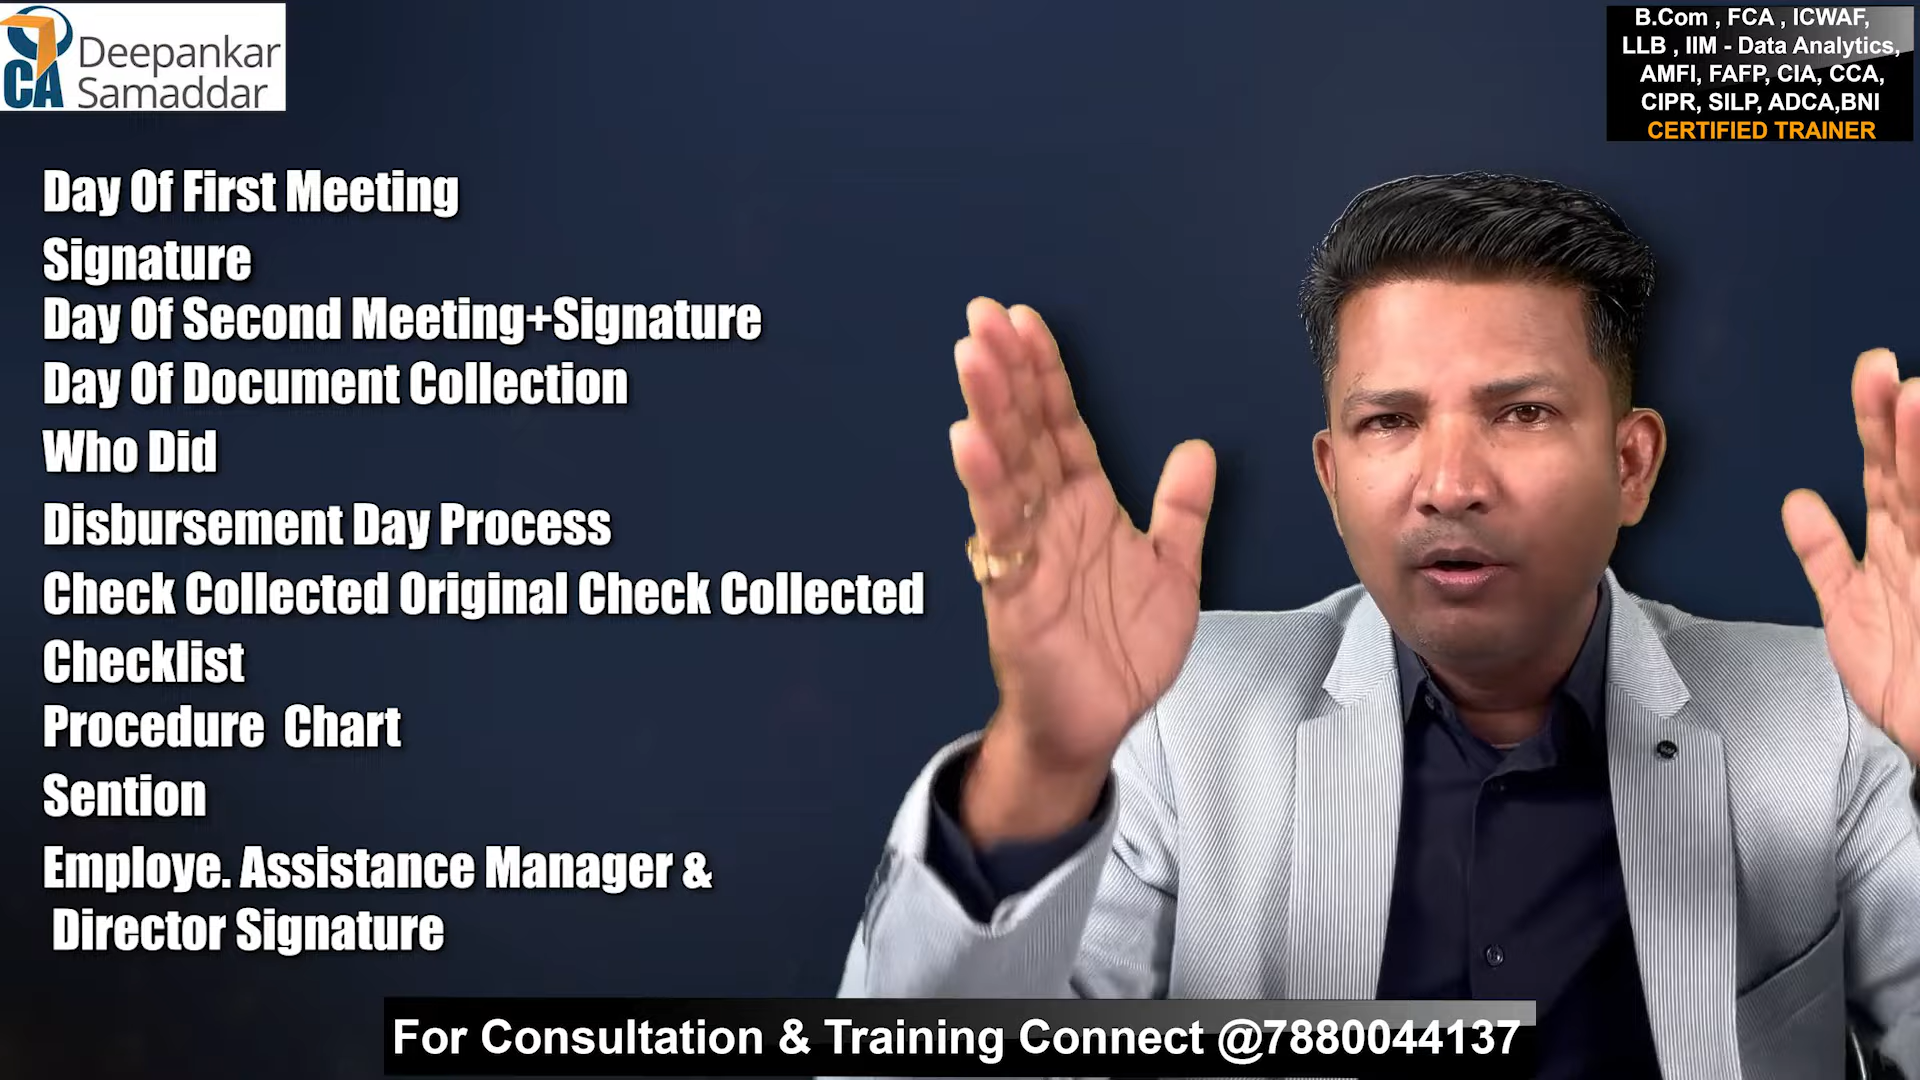 CA
Deepankar
Samaddar
B.Com , FCA , ICWAF,
LLB , IIM - Data Analytics,
AMFI, FAFP, CIA, CCA,
CIPR, SILP, ADCA,BNI
CERTIFIED TRAINER
Day Of First Meeting
Signature
Day Of Second Meeting+Signature
Day Of Document Collection
Who Did
Disbursement Day Process
Check Collected Original Check Collected
Checklist
Procedure Chart
Sention
Employe. Assistance Manager &
Director Signature
For Consultation & Training Connect @7880044137